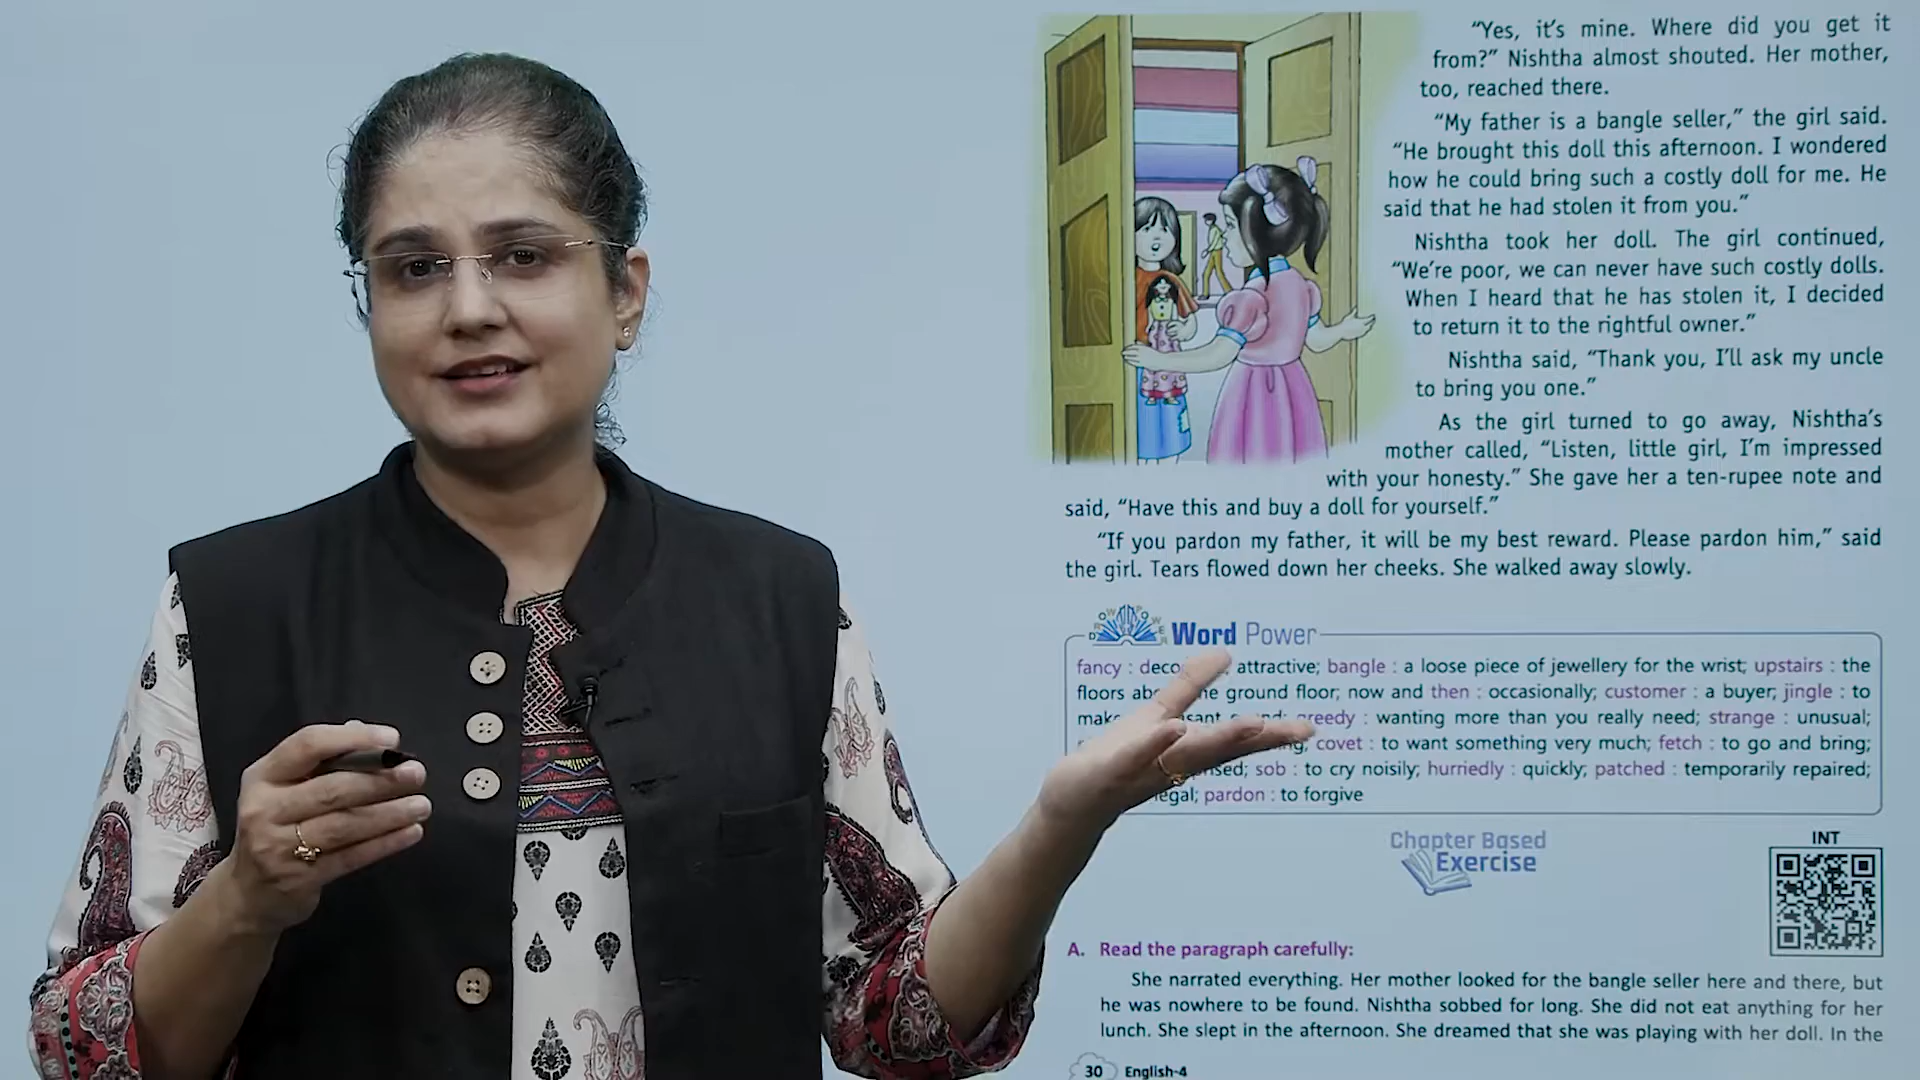 “Yes, it’s mine. Where did you get it
from?” Nishtha almost shouted. Her mother,
too, reached there.
“My father is a bangle seller,” the girl said.
“He brought this doll this afternoon. I wondered
how he could bring such a costly doll for me. He
said that he had stolen it from you.”
Nishtha took her doll. The girl continued,
“We’re poor, we can never have such costly dolls.
When I heard that he has stolen it, I decided
to return it to the rightful owner.”
Nishtha said, “Thank you, I’ll ask my uncle
to bring you one.”
As the girl turned to go away, Nishtha’s
mother called, “Listen, little girl, I’m impressed
with your honesty.” She gave her a ten-rupee note and
said, “Have this and buy a doll for yourself.”
“If you pardon my father, it will be my best reward. Please pardon him,” said
the girl. Tears flowed down her cheeks. She walked away slowly.
Word Power
fancy : attractive; bangle : a loose piece of jewellery for the wrist; upstairs : the
floors ground floor; now and then : occasionally; customer : a buyer; jingle : to
greedy : wanting more than you really need; strange : unusual;
covet : to want something very much; fetch : to go and bring;
sob : to cry noisily; hurriedly : quickly; patched : temporarily repaired;
pardon : to forgive
Chapter Based
Exercise
INT
A. Read the paragraph carefully:
She narrated everything. Her mother looked for the bangle seller here and there, but
he was nowhere to be found. Nishtha sobbed for long. She did not eat anything for her
lunch. She slept in the afternoon. She dreamed that she was playing with her doll. In the
30 English-4